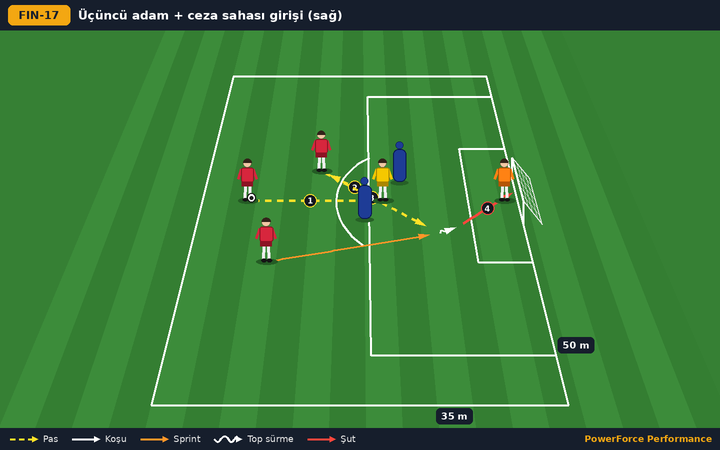 FIN-17 Üçüncü adam + ceza sahası girişi (sağ)
2
1
3
4
50 m
35 m
Pas Koşu Sprint Top sürme Şut PowerForce Performance